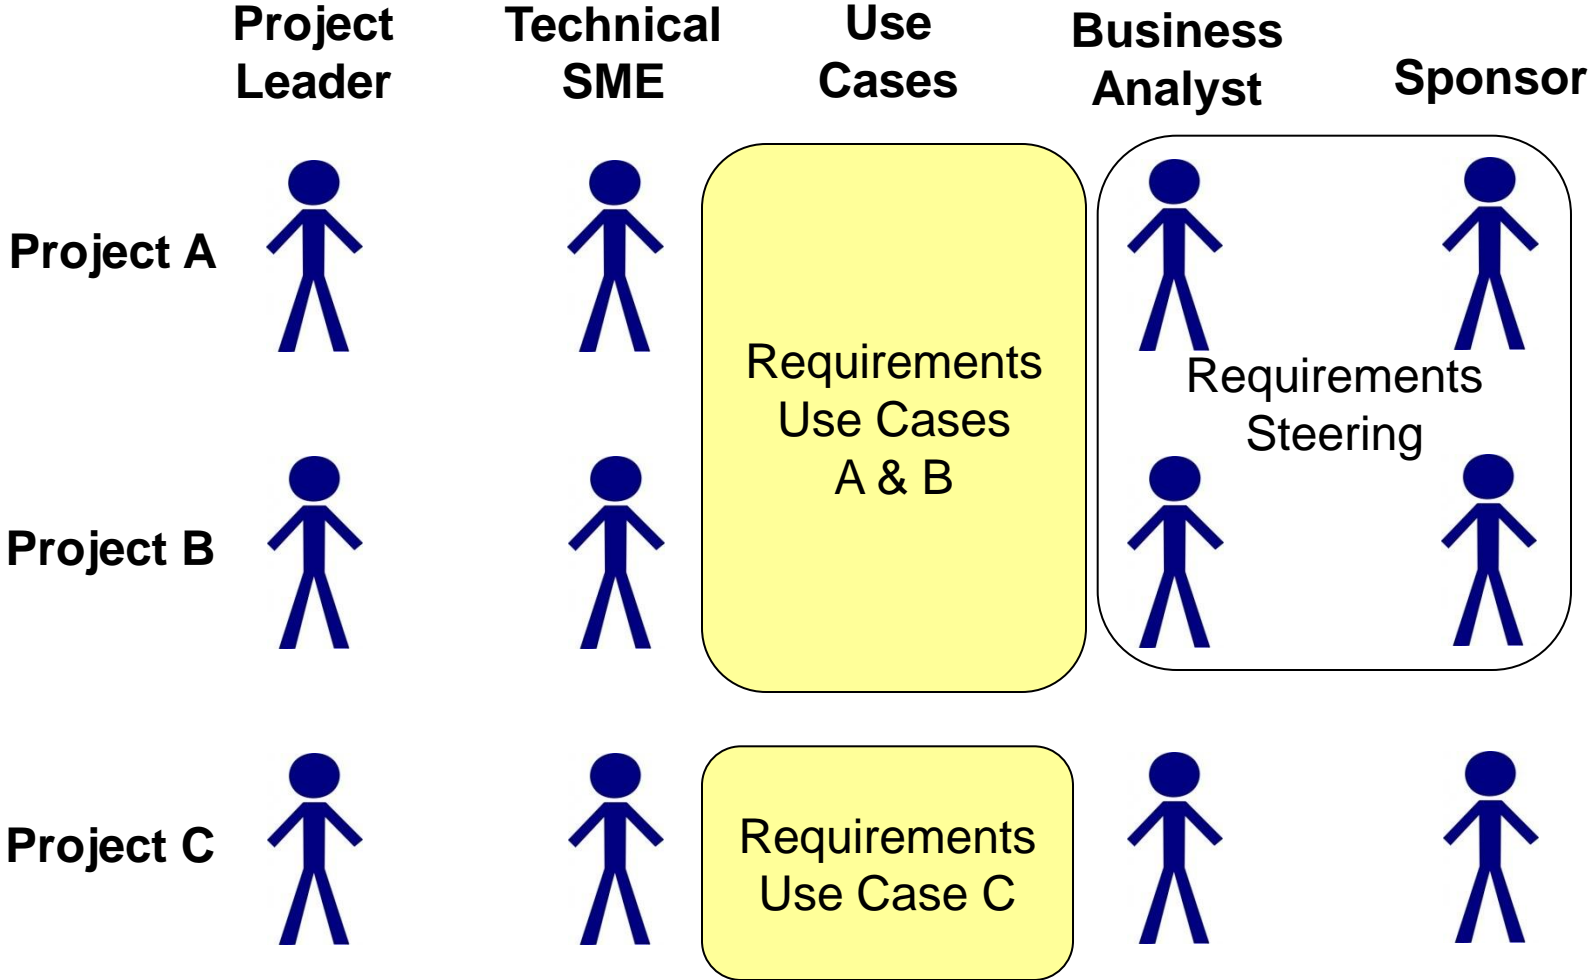 Project
Leader
Technical
SME
Use
Cases
Business
Analyst
Sponsor
Project A
Requirements
Use Cases
A & B
Requirements
Steering
Project B
Project C
Requirements
Use Case C